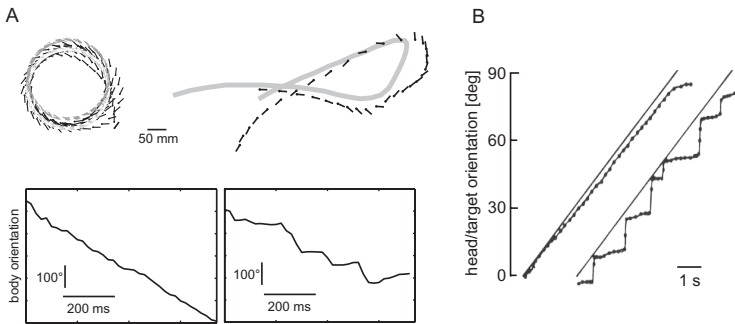 A
50 mm
body orientation
100°
200 ms
100°
200 ms
B
head/target orientation [deg]
90
60
30
0
1 s